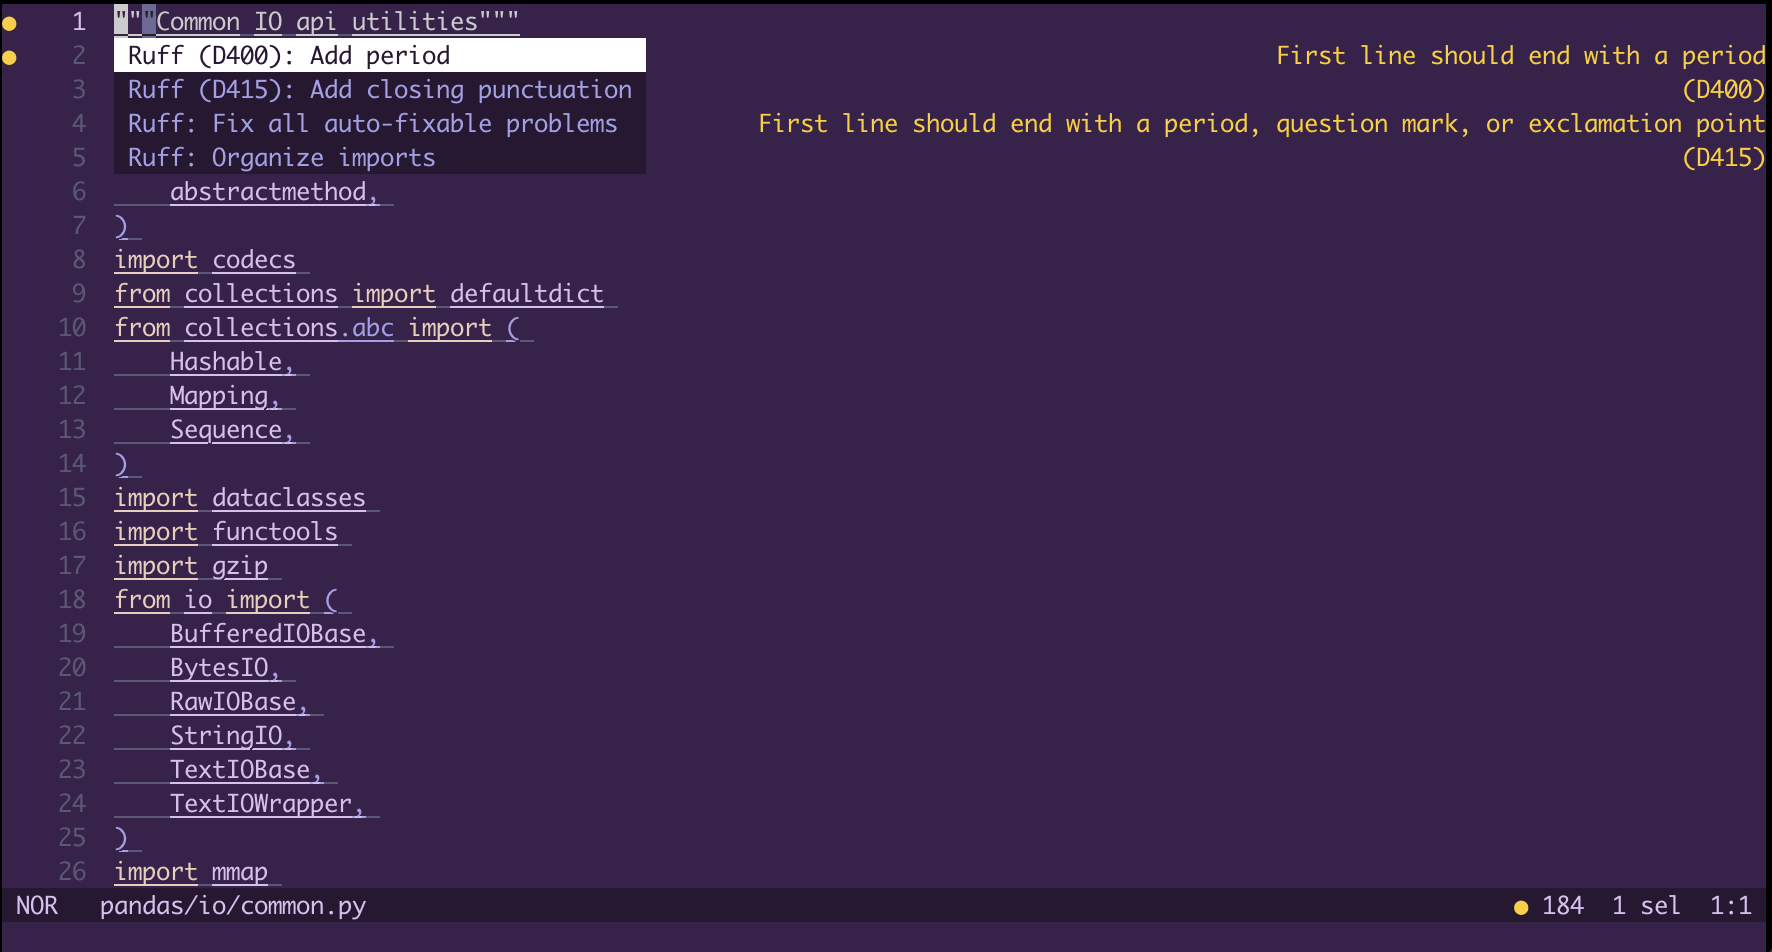 1 """Common IO api utilities"""
2 Ruff (D400): Add period First line should end with a period
3 Ruff (D415): Add closing punctuation (D400)
4 Ruff: Fix all auto-fixable problems First line should end with a period, question mark, or exclamation point
5 Ruff: Organize imports (D415)
6 abstractmethod,
7 )
8 import codecs
9 from collections import defaultdict
10 from collections.abc import (
11 Hashable,
12 Mapping,
13 Sequence,
14 )
15 import dataclasses
16 import functools
17 import gzip
18 from io import (
19 BufferedIOBase,
20 BytesIO,
21 RawIOBase,
22 StringIO,
23 TextIOBase,
24 TextIOWrapper,
25 )
26 import mmap
NOR pandas/io/common.py 184 1 sel 1:1